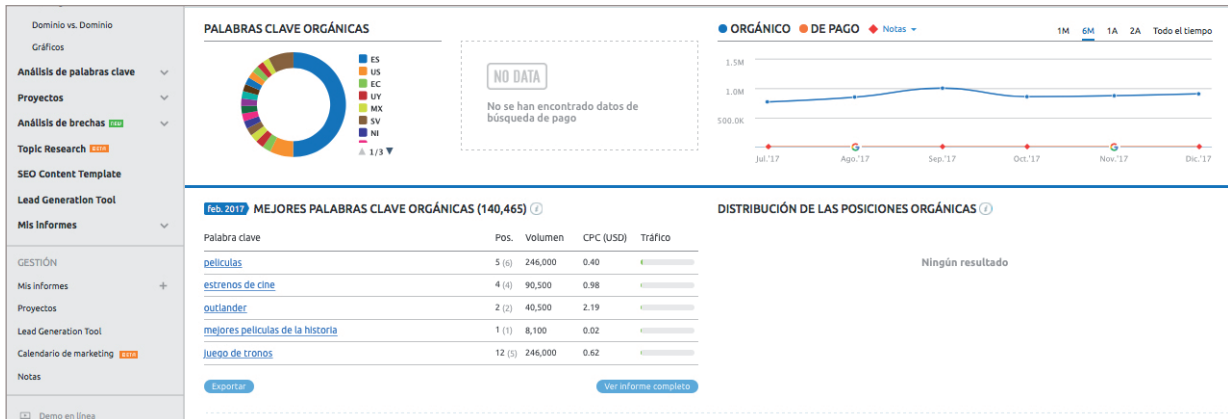 Dominio vs. Dominio
Gráficos
Análisis de palabras clave
Proyectos
Análisis de brechas new
Topic Research BETA
SEO Content Template
Lead Generation Tool
Mis informes
GESTIÓN
Mis informes +
Proyectos
Lead Generation Tool
Calendario de marketing BETA
Notas
Demo en línea
PALABRAS CLAVE ORGÁNICAS
ES
US
EC
UY
MX
SV
NI
1/3
NO DATA
No se han encontrado datos de
búsqueda de pago
ORGÁNICO DE PAGO Notas 1M 6M 1A 2A Todo el tiempo
1.5M
1.0M
500.0K
G G
Jul.'17 Ago.'17 Sep.'17 Oct.'17 Nov.'17 Dic.'17
feb. 2017 MEJORES PALABRAS CLAVE ORGÁNICAS (140,465) i
Palabra clave Pos. Volumen CPC (USD) Tráfico
peliculas 5 (6) 246,000 0.40
estrenos de cine 4 (4) 90,500 0.98
outlander 2 (2) 40,500 2.19
mejores peliculas de la historia 1 (1) 8,100 0.02
juego de tronos 12 (5) 246,000 0.62
Exportar Ver informe completo
DISTRIBUCIÓN DE LAS POSICIONES ORGÁNICAS i
Ningún resultado